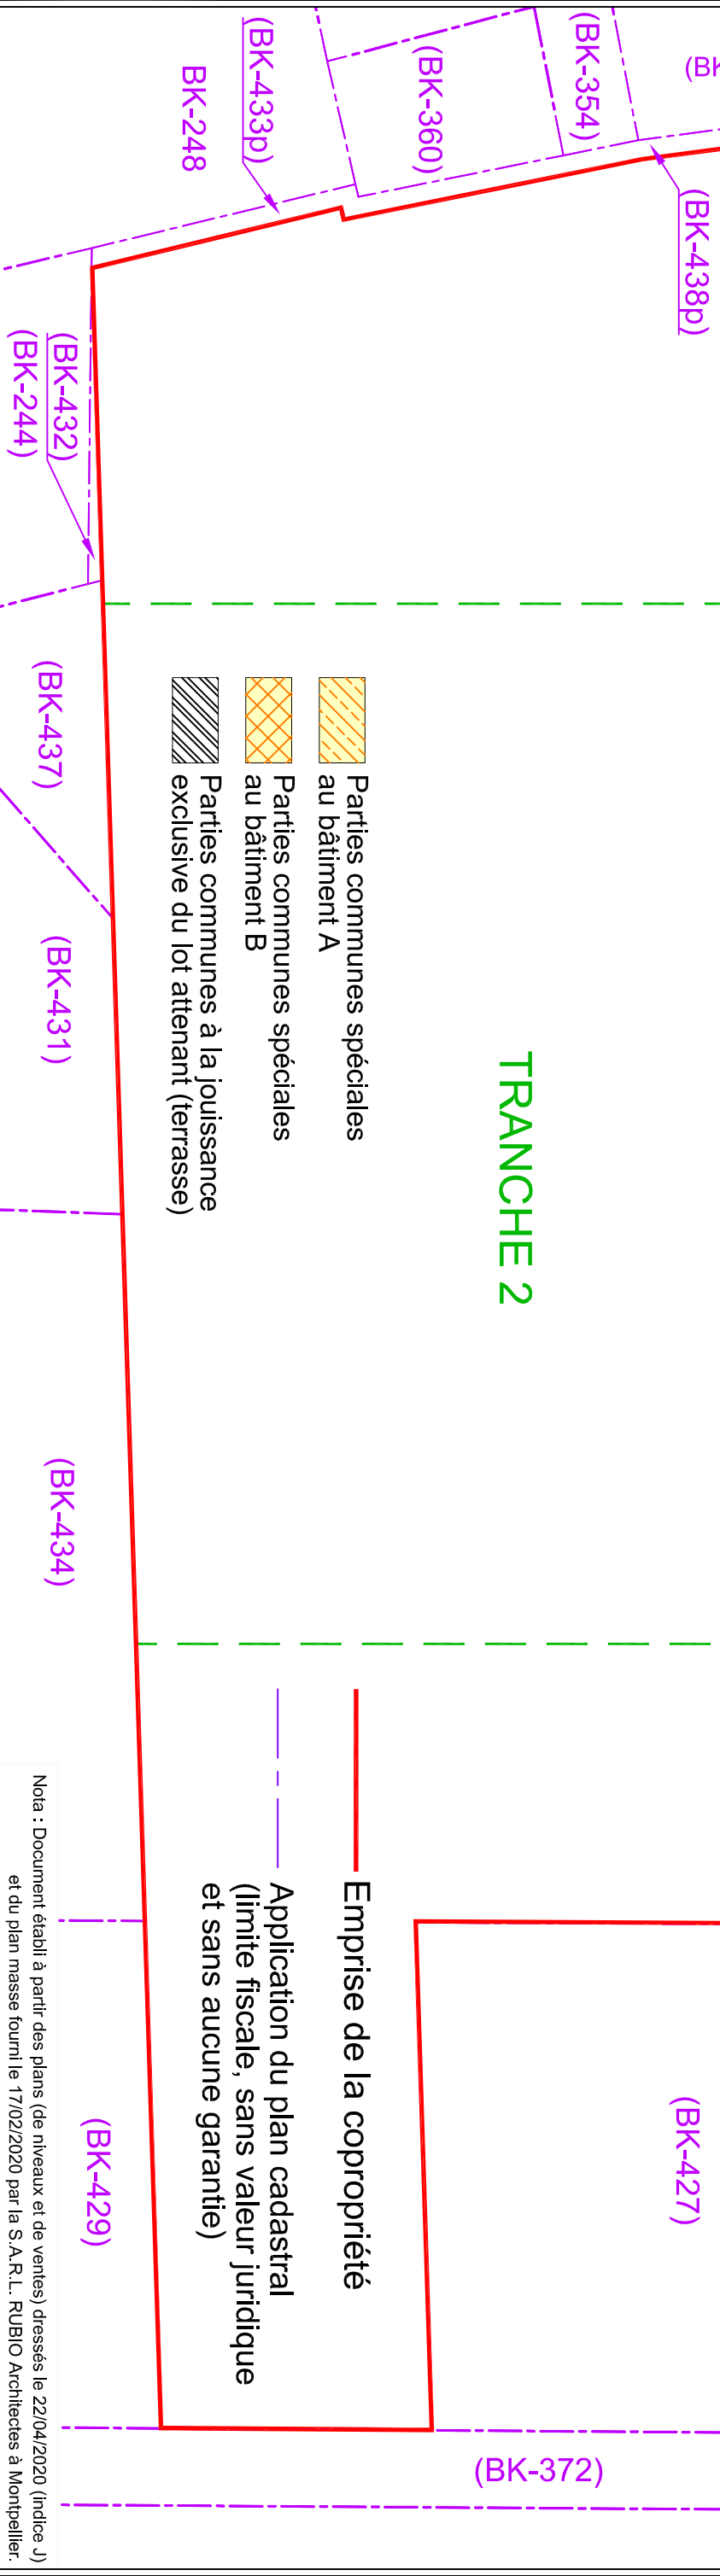 (BK-354)
(BK-360)
(BK-433p)
BK-248
(BK-438p)
(BK-432)
(BK-244)
(BK-437)
(BK-431)
(BK-434)
TRANCHE 2
Parties communes spéciales
au bâtiment A
Parties communes spéciales
au bâtiment B
Parties communes à la jouissance
exclusive du lot attenant (terrasse)
Emprise de la copropriété
Application du plan cadastral
(limite fiscale, sans valeur juridique
et sans aucune garantie)
(BK-427)
(BK-429)
(BK-372)
Nota : Document établi à partir des plans (de niveaux et de ventes) dressés le 22/04/2020 (indice J)
et du plan masse fourni le 17/02/2020 par la S.A.R.L. RUBIO Architectes à Montpellier.